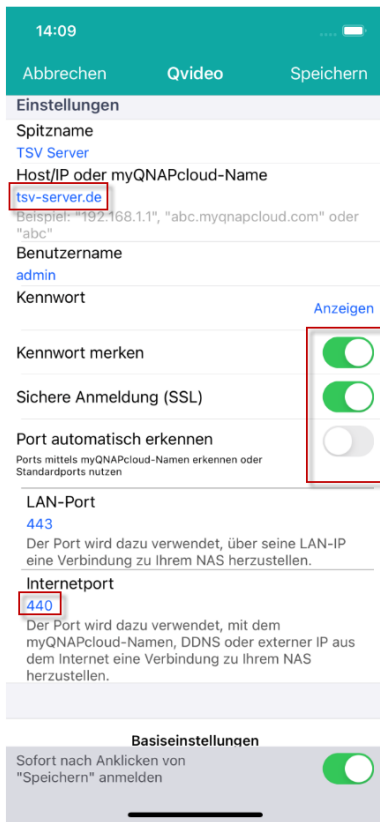 14:09
Abbrechen Qvideo Speichern
Einstellungen
Spitzname
TSV Server
Host/IP oder myQNAPcloud-Name
tsv-server.de
Beispiel: "192.168.1.1", "abc.myqnapcloud.com" oder
"abc"
Benutzername
admin
Kennwort
Anzeigen
Kennwort merken
Sichere Anmeldung (SSL)
Port automatisch erkennen
Ports mittels myQNAPcloud-Namen erkennen oder
Standardports nutzen
LAN-Port
443
Der Port wird dazu verwendet, über seine LAN-IP
eine Verbindung zu Ihrem NAS herzustellen.
Internetport
440
Der Port wird dazu verwendet, mit dem
myQNAPcloud-Namen, DDNS oder externer IP aus
dem Internet eine Verbindung zu Ihrem NAS
herzustellen.
Basiseinstellungen
Sofort nach Anklicken von
"Speichern" anmelden